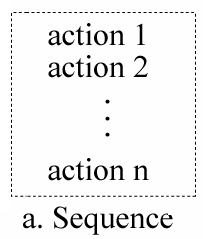 action 1
action 2
⋮
action n
a. Sequence